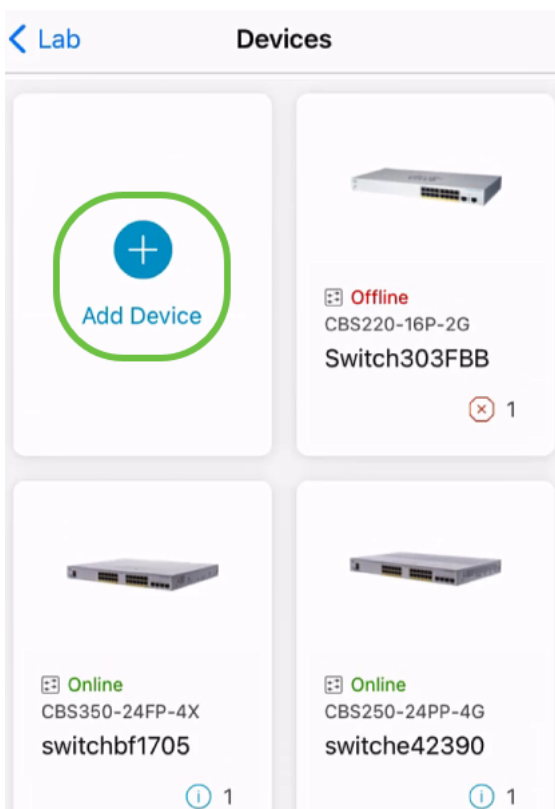 Lab
Devices
Add Device
Offline
CBS220-16P-2G
Switch303FBB
1
Online
CBS350-24FP-4X
switchbf1705
1
Online
CBS250-24PP-4G
switche42390
1